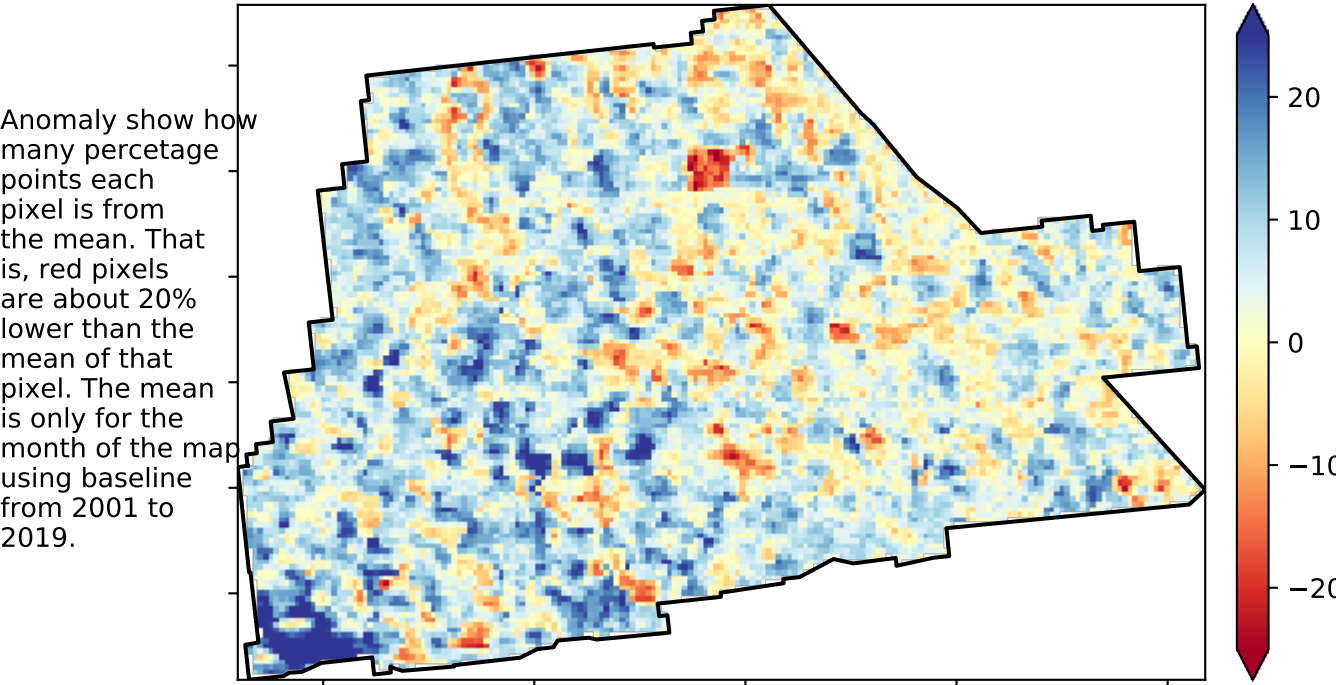 Anomaly show how
many percetage
points each
pixel is from
the mean. That
is, red pixels
are about 20%
lower than the
mean of that
pixel. The mean
is only for the
month of the map
using baseline
from 2001 to
2019.
20
10
0
−10
−20